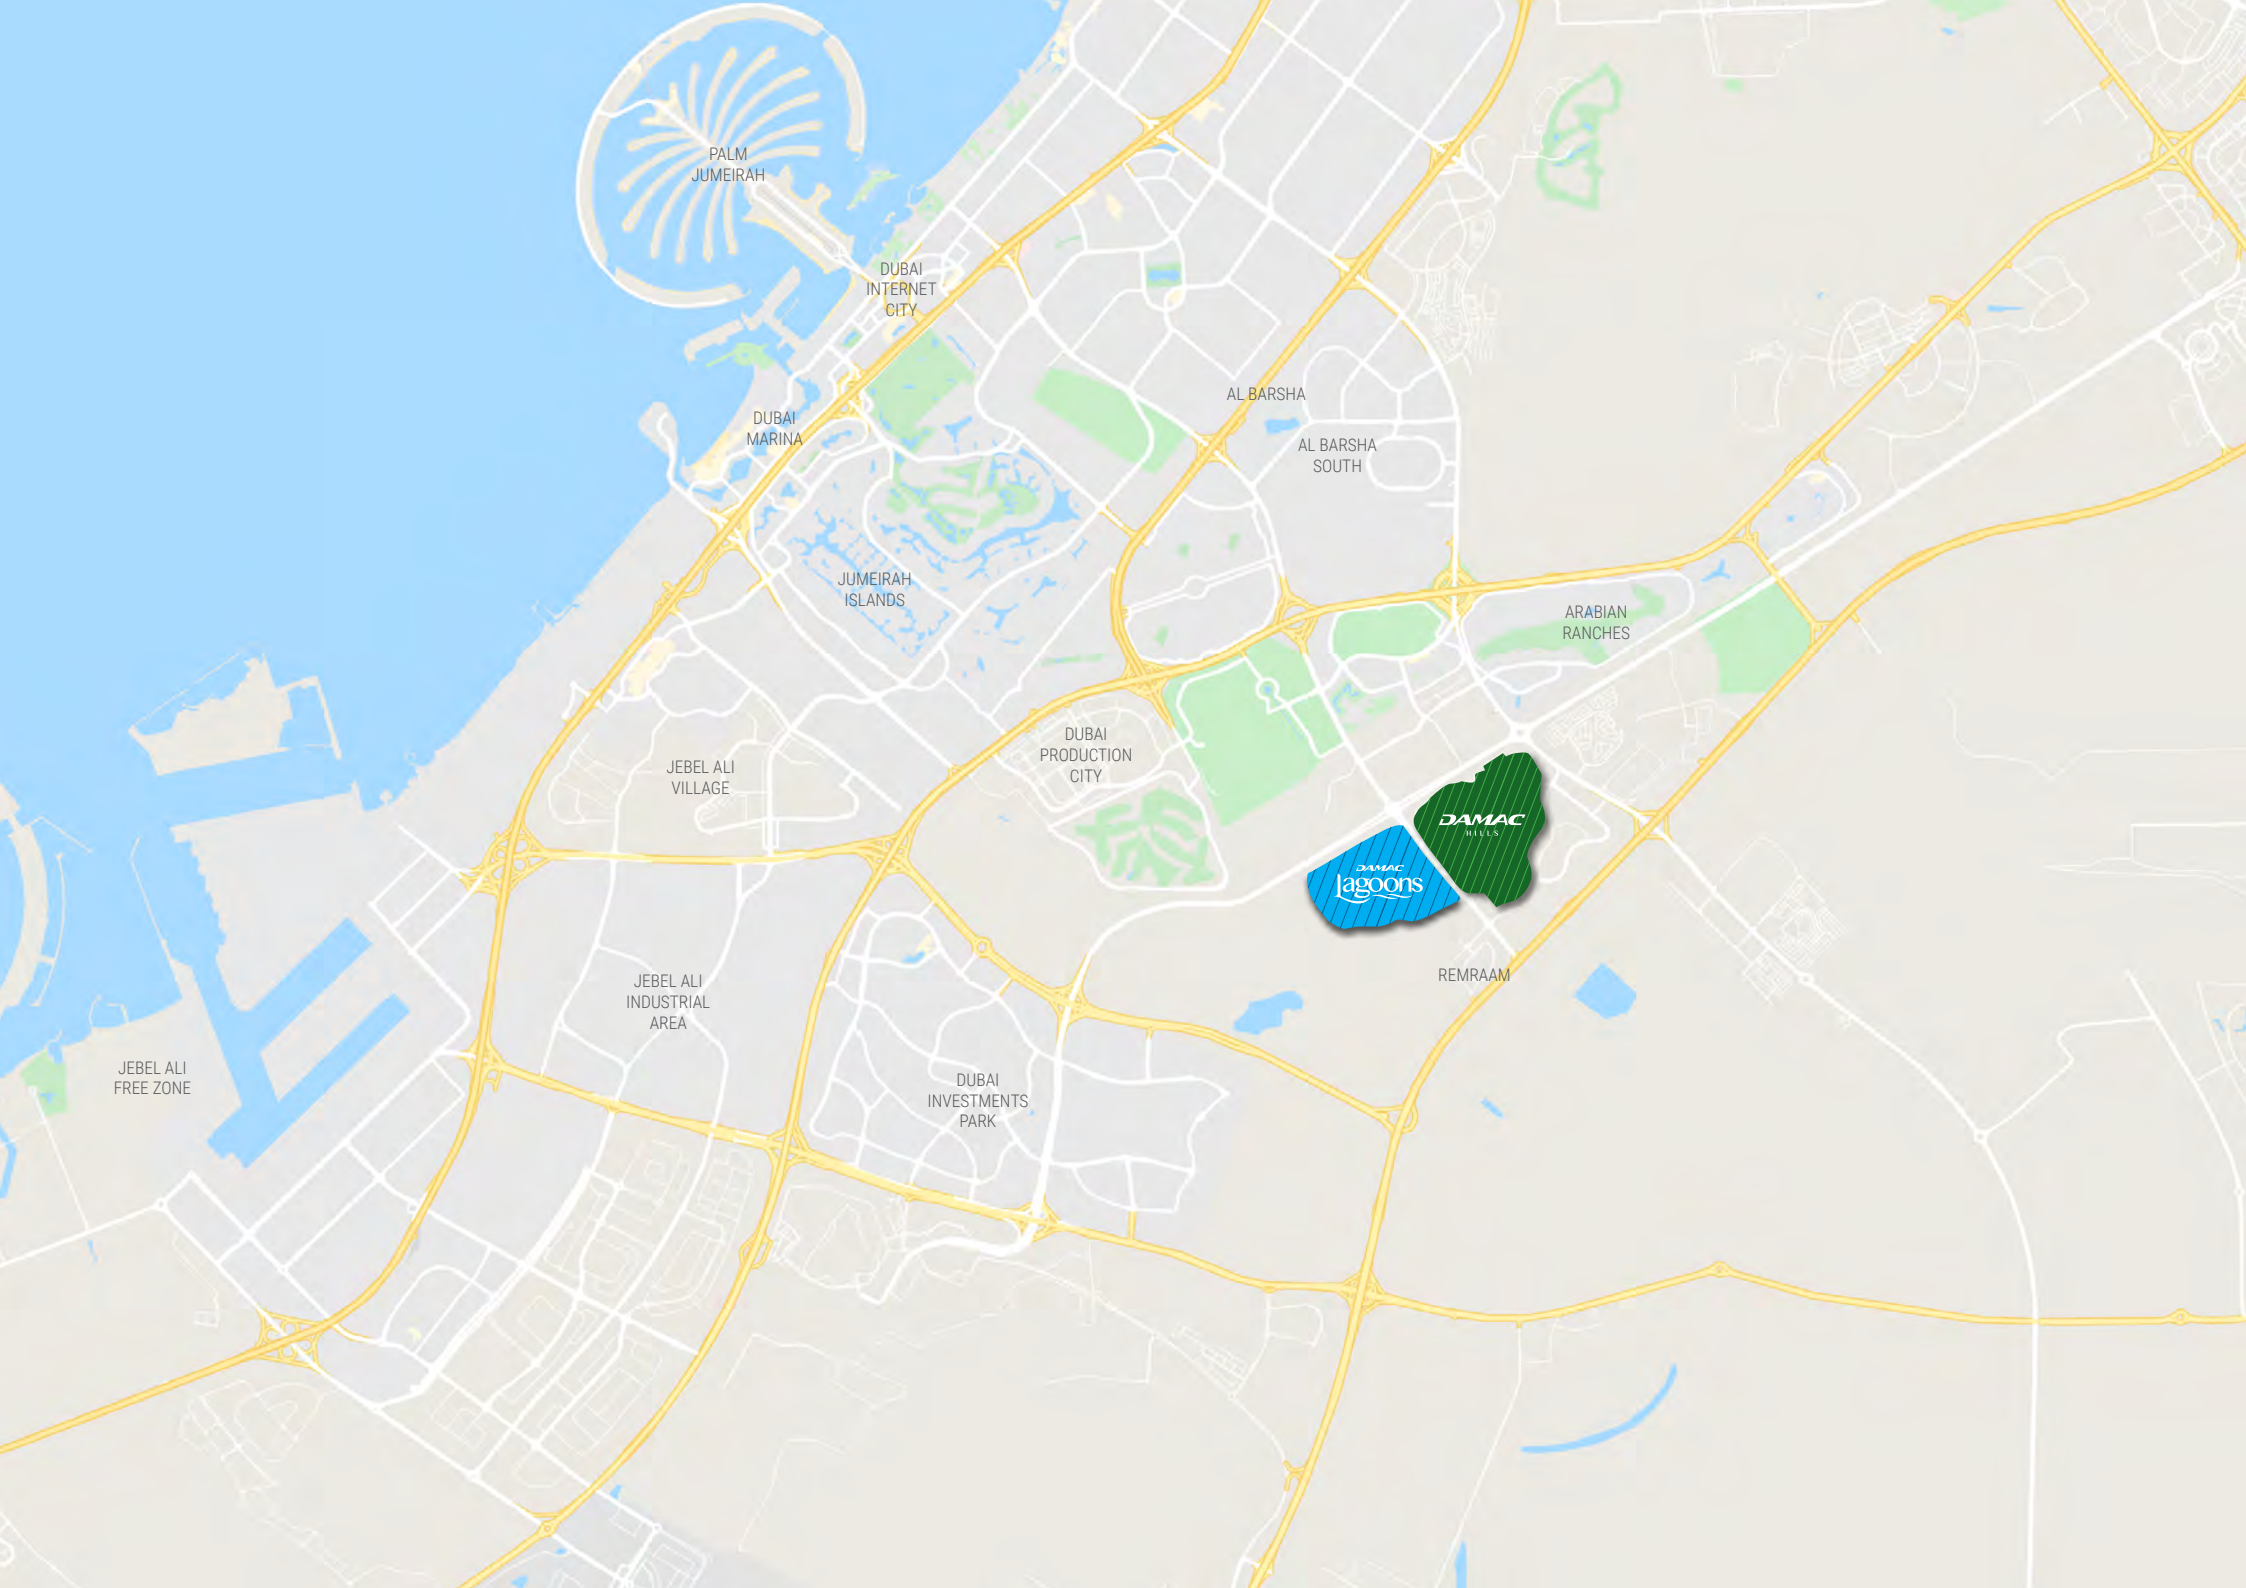 PALM
JUMEIRAH
DUBAI
INTERNET
CITY
AL BARSHA
DUBAI
MARINA
AL BARSHA
SOUTH
JUMEIRAH
ISLANDS
ARABIAN
RANCHES
DUBAI
PRODUCTION
CITY
JEBEL ALI
VILLAGE
DAMAC
HILLS
DAMAC
Lagoons
REMRAAM
JEBEL ALI
INDUSTRIAL
AREA
JEBEL ALI
FREE ZONE
DUBAI
INVESTMENTS
PARK